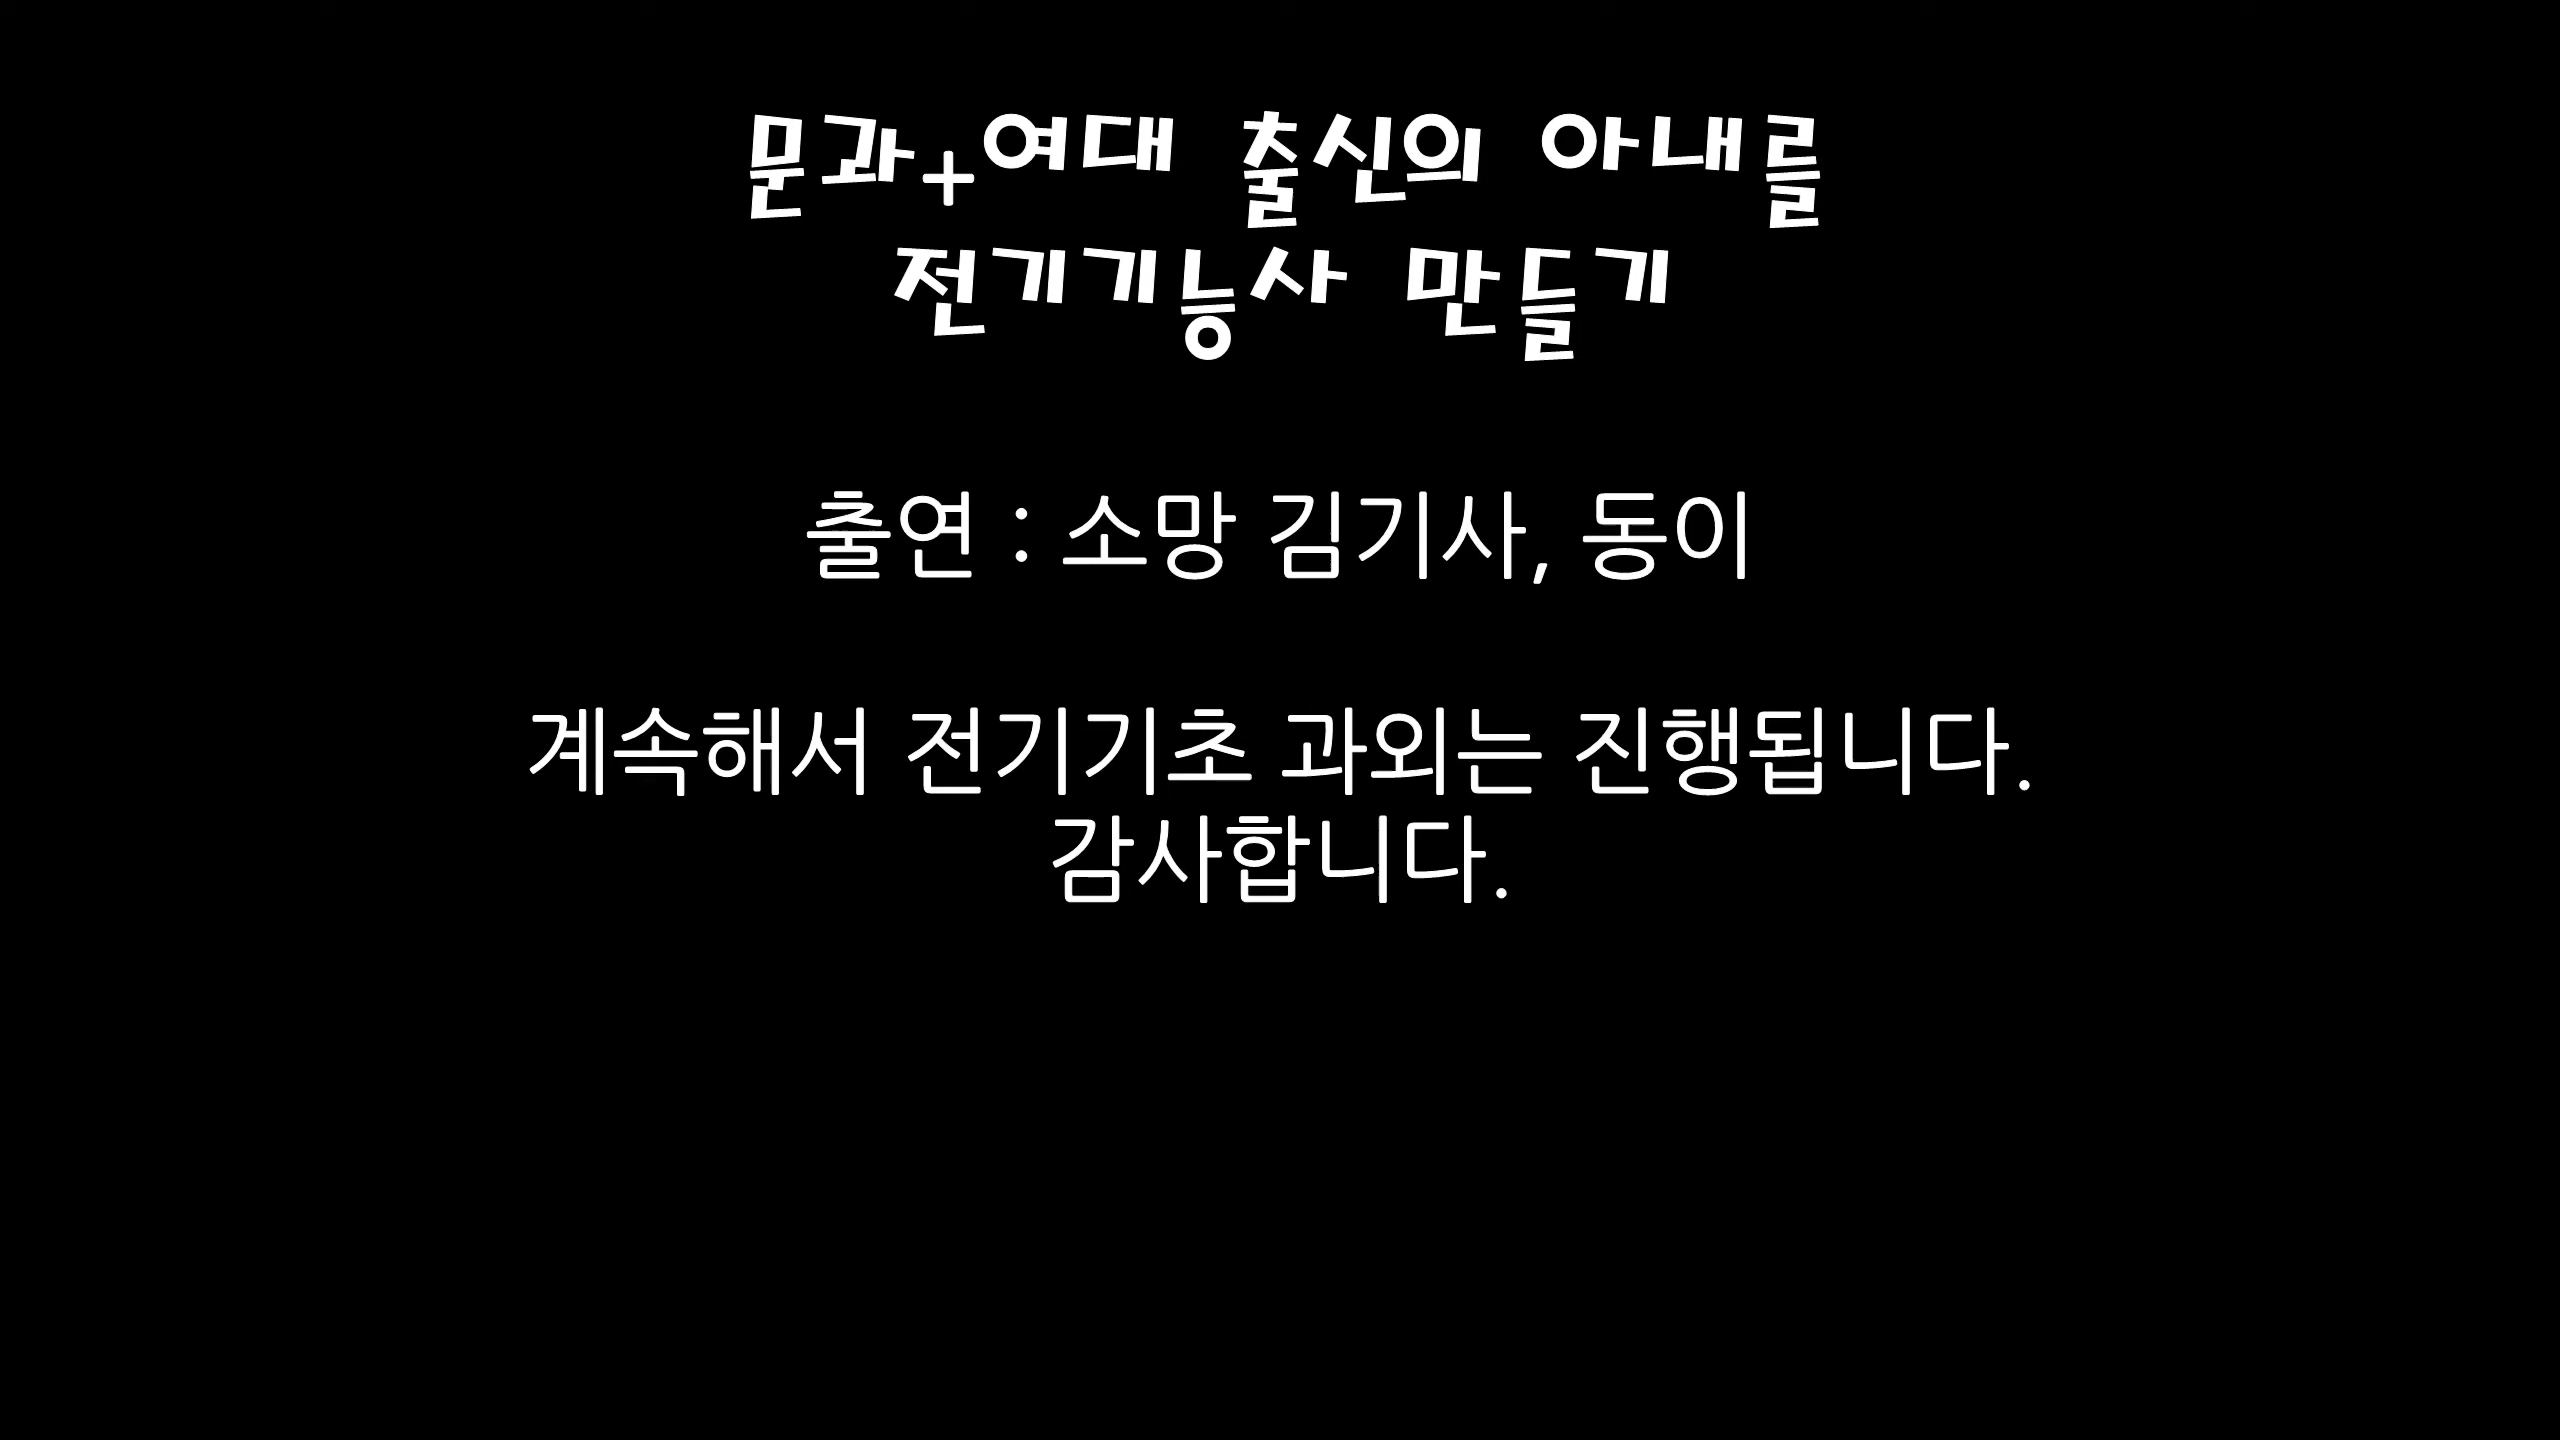 문과+여대 출신의 아내를
전기기능사 만들기
출연 : 소망 김기사, 동이
계속해서 전기기초 과외는 진행됩니다.
감사합니다.